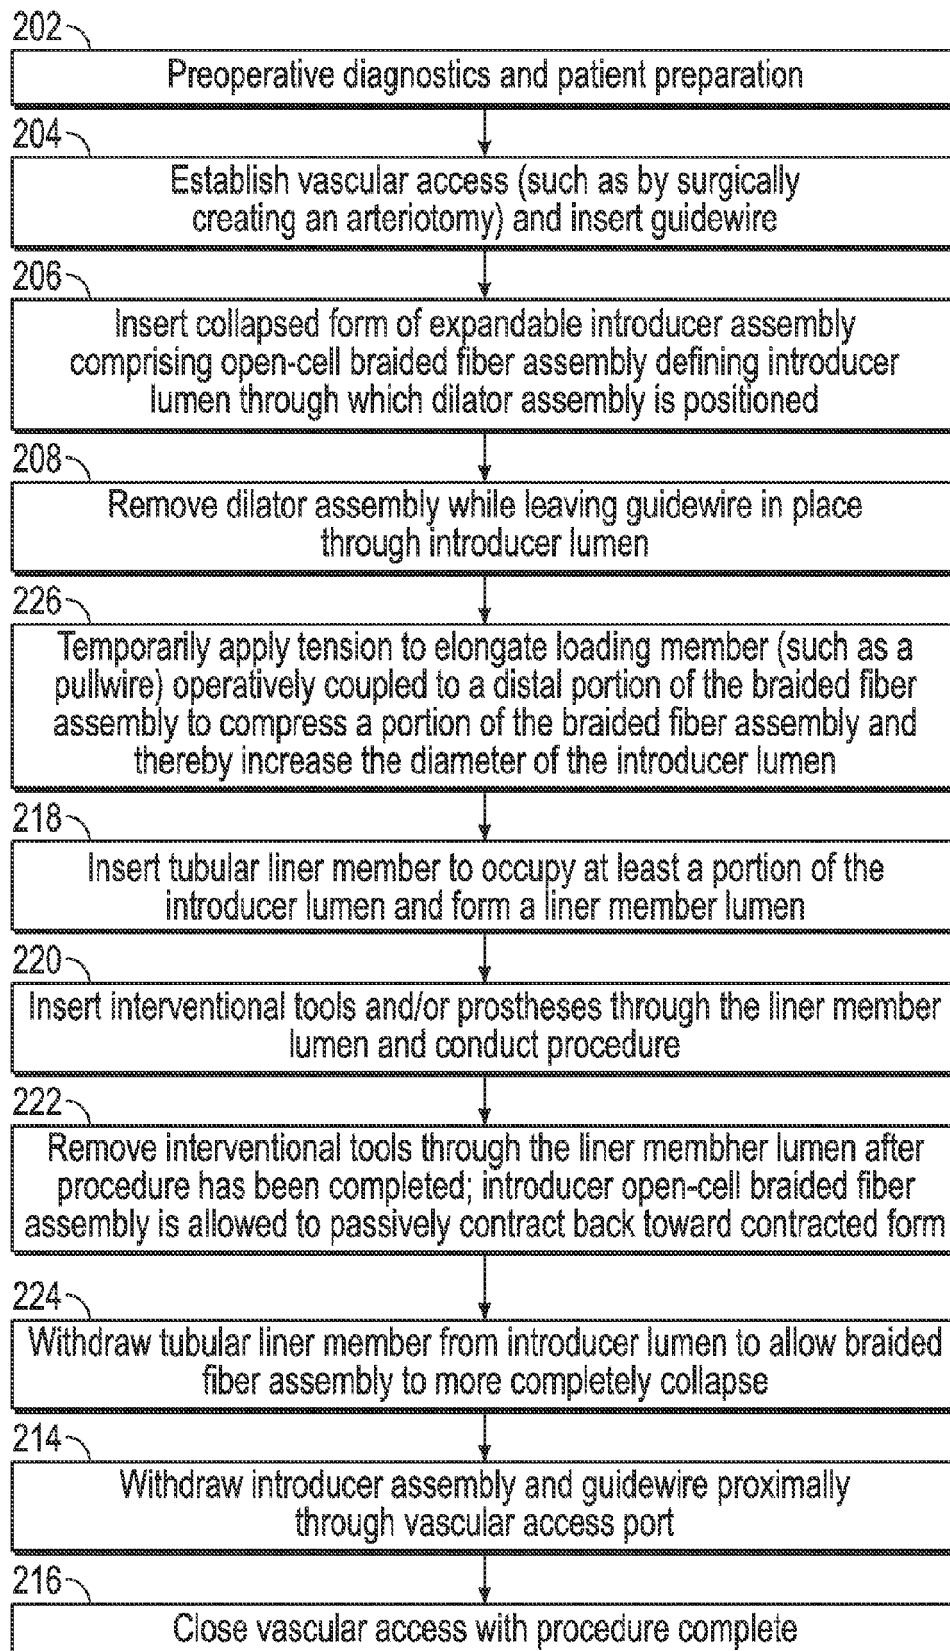 202
Preoperative diagnostics and patient preparation
204
Establish vascular access (such as by surgically
creating an arteriotomy) and insert guidewire
206
Insert collapsed form of expandable introducer assembly
comprising open-cell braided fiber assembly defining introducer
lumen through which dilator assembly is positioned
208
Remove dilator assembly while leaving guidewire in place
through introducer lumen
226
Temporarily apply tension to elongate loading member (such as a
pullwire) operatively coupled to a distal portion of the braided fiber
assembly to compress a portion of the braided fiber assembly and
thereby increase the diameter of the introducer lumen
218
Insert tubular liner member to occupy at least a portion of the
introducer lumen and form a liner member lumen
220
Insert interventional tools and/or prostheses through the liner member
lumen and conduct procedure
222
Remove interventional tools through the liner membher lumen after
procedure has been completed; introducer open-cell braided fiber
assembly is allowed to passively contract back toward contracted form
224
Withdraw tubular liner member from introducer lumen to allow braided
fiber assembly to more completely collapse
214
Withdraw introducer assembly and guidewire proximally
through vascular access port
216
Close vascular access with procedure complete